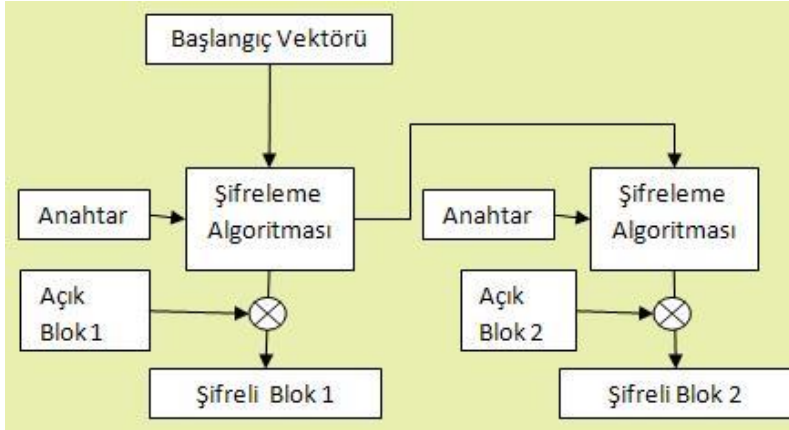 Başlangıç Vektörü
Şifreleme
Algoritması
Anahtar
Açık
Blok 1
Şifreli Blok 1
Şifreleme
Algoritması
Anahtar
Açık
Blok 2
Şifreli Blok 2